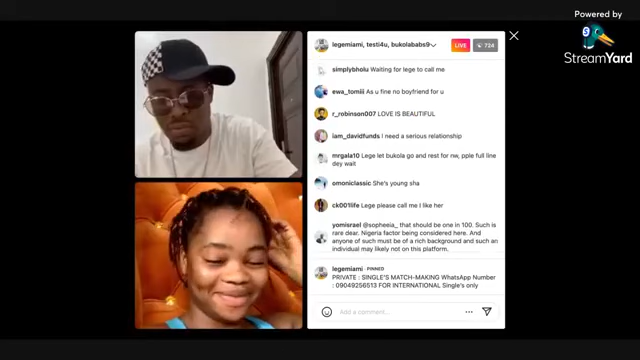 Powered by
StreamYard
legemiami, testi4u, bukolababs9
LIVE
724
simplybholu Waiting for lege to call me
ewa_tomiii As u fine no boyfriend for u
r_robinson007 LOVE IS BEAUTIFUL
iam_davidfunds I need a serious relationship
mrgala10 Lege let bukola go and rest for nw, pple full line
dey wait
omoniclassic She's young sha
ck001life Lege please call me I like her
yomisrael @sopheeia_ that should be one in 100. Such is
rare dear. Nigeria factor being considered here. And
anyone of such must be of a rich background and such an
individual may likely not on this platform.
legemiami PINNED
PRIVATE : SINGLE'S MATCH-MAKING WhatsApp Number
: 09049256513 FOR INTERNATIONAL Single's only
Add a comment...